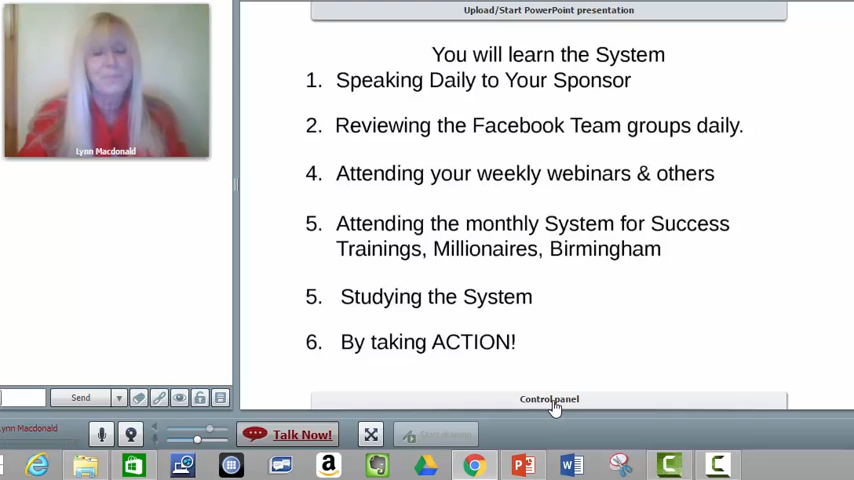 Upload/Start PowerPoint presentation
You will learn the System
1. Speaking Daily to Your Sponsor
2. Reviewing the Facebook Team groups daily.
4. Attending your weekly webinars & others
5. Attending the monthly System for Success
Trainings, Millionaires, Birmingham
5. Studying the System
6. By taking ACTION!
Lynn Macdonald
Control panel
Send
Lynn Macdonald
Talk Now!